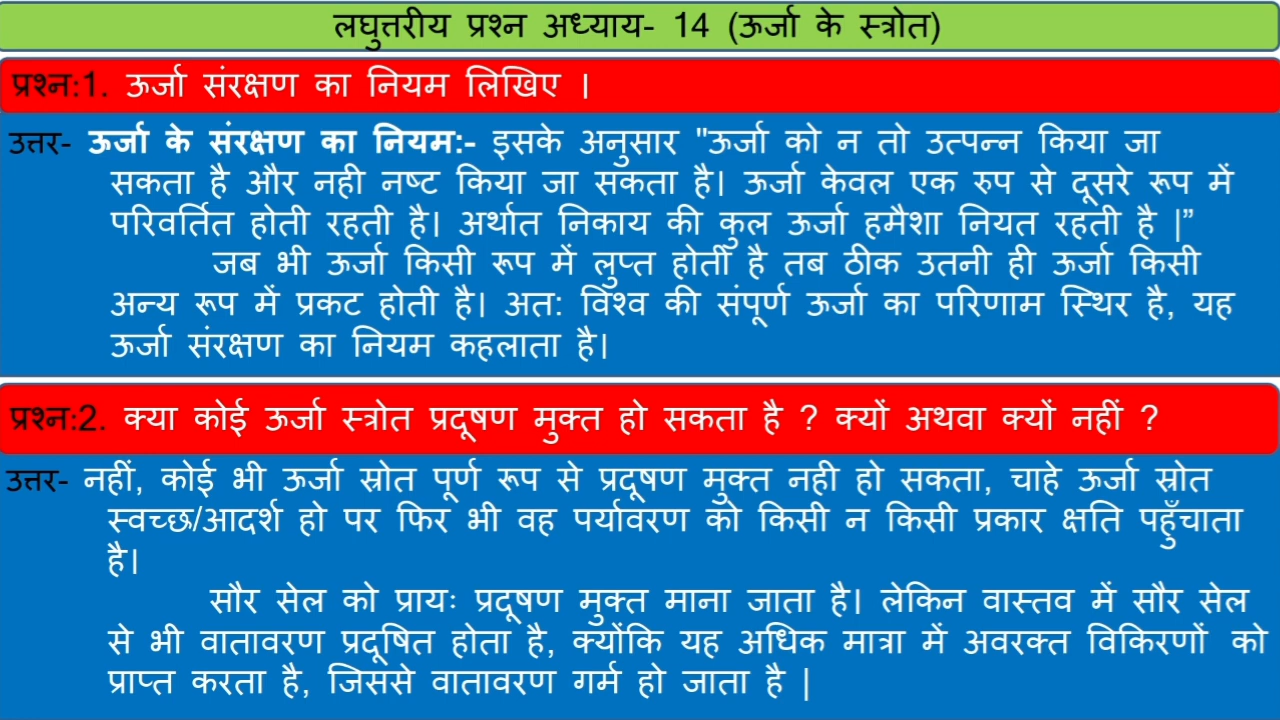 लघुत्तरीय प्रश्न अध्याय- 14 (ऊर्जा के स्त्रोत)
प्रश्न:1. ऊर्जा संरक्षण का नियम लिखिए ।
उत्तर- ऊर्जा के संरक्षण का नियम:- इसके अनुसार "ऊर्जा को न तो उत्पन्न किया जा
सकता है और नही नष्ट किया जा सकता है। ऊर्जा केवल एक रुप से दूसरे रूप में
परिवर्तित होती रहती है। अर्थात निकाय की कुल ऊर्जा हमैशा नियत रहती है |”
जब भी ऊर्जा किसी रूप में लुप्त होती है तब ठीक उतनी ही ऊर्जा किसी
अन्य रूप में प्रकट होती है। अत: विश्व की संपूर्ण ऊर्जा का परिणाम स्थिर है, यह
ऊर्जा संरक्षण का नियम कहलाता है।
प्रश्न:2. क्या कोई ऊर्जा स्त्रोत प्रदूषण मुक्त हो सकता है ? क्यों अथवा क्यों नहीं ?
उत्तर- नहीं, कोई भी ऊर्जा स्रोत पूर्ण रूप से प्रदूषण मुक्त नही हो सकता, चाहे ऊर्जा स्रोत
स्वच्छ/आदर्श हो पर फिर भी वह पर्यावरण को किसी न किसी प्रकार क्षति पहुँचाता
है।
सौर सेल को प्रायः प्रदूषण मुक्त माना जाता है। लेकिन वास्तव में सौर सेल
से भी वातावरण प्रदूषित होता है, क्योंकि यह अधिक मात्रा में अवरक्त विकिरणों को
प्राप्त करता है, जिससे वातावरण गर्म हो जाता है |